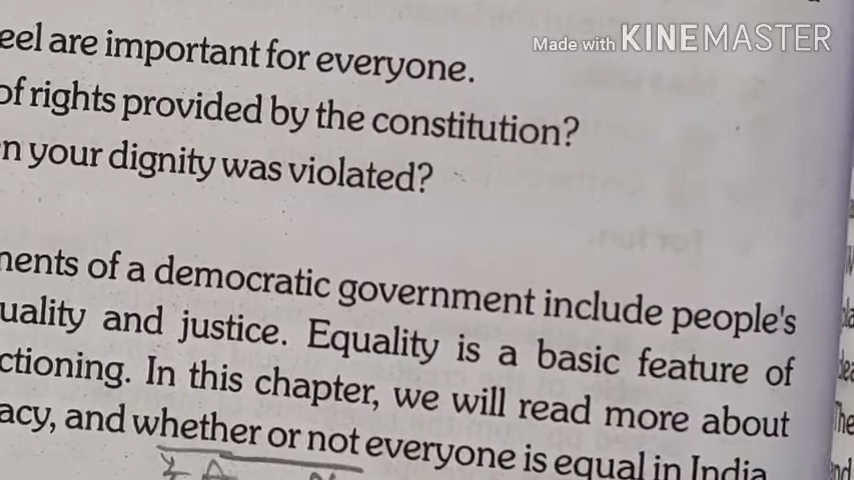 Made with KINEMASTER
eel are important for everyone.
of rights provided by the constitution?
n your dignity was violated?
ments of a democratic government include people's
uality and justice. Equality is a basic feature of
ctioning. In this chapter, we will read more about
acy, and whether or not everyone is equal in India